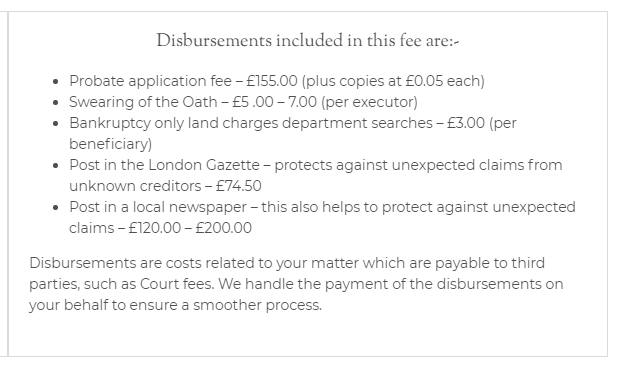 Disbursements included in this fee are:-
• Probate application fee – £155.00 (plus copies at £0.05 each)
• Swearing of the Oath – £5 .00 – 7.00 (per executor)
• Bankruptcy only land charges department searches – £3.00 (per
beneficiary)
• Post in the London Gazette – protects against unexpected claims from
unknown creditors – £74.50
• Post in a local newspaper – this also helps to protect against unexpected
claims – £120.00 – £200.00
Disbursements are costs related to your matter which are payable to third
parties, such as Court fees. We handle the payment of the disbursements on
your behalf to ensure a smoother process.